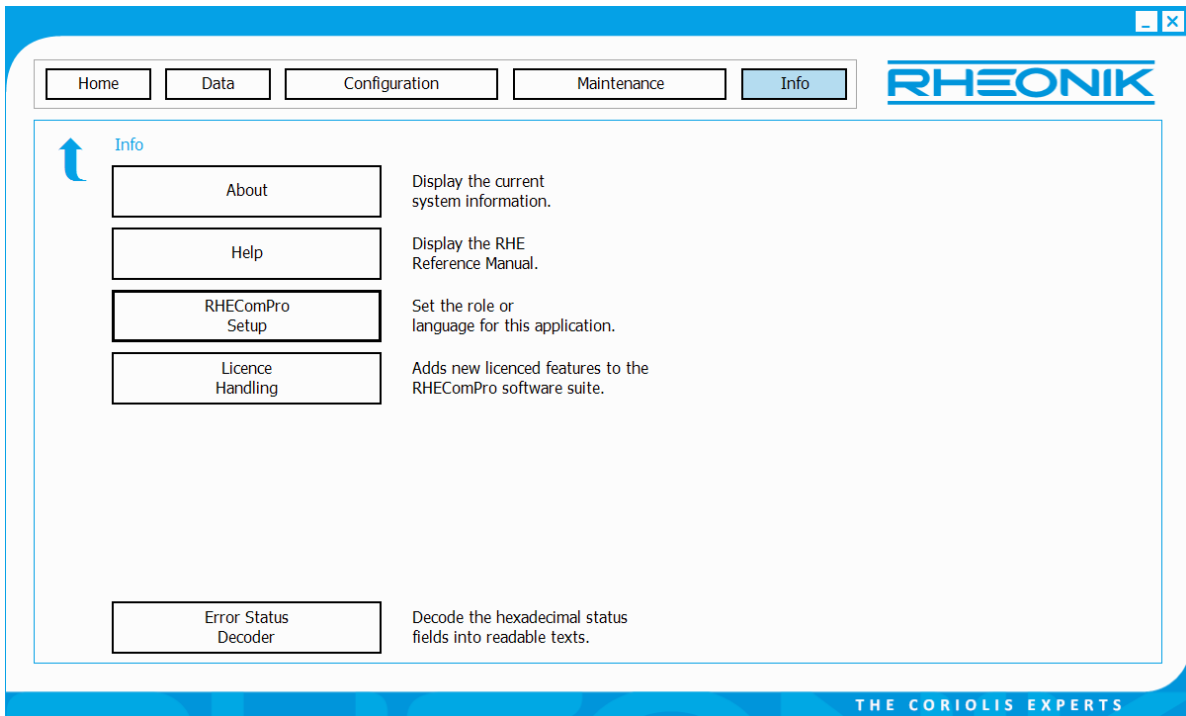 Home
Data
Configuration
Maintenance
Info
RHEONIK
Info
About
Display the current
system information.
Help
Display the RHE
Reference Manual.
RHEComPro
Setup
Set the role or
language for this application.
Licence
Handling
Adds new licenced features to the
RHEComPro software suite.
Error Status
Decoder
Decode the hexadecimal status
fields into readable texts.
THE CORIOLIS EXPERTS